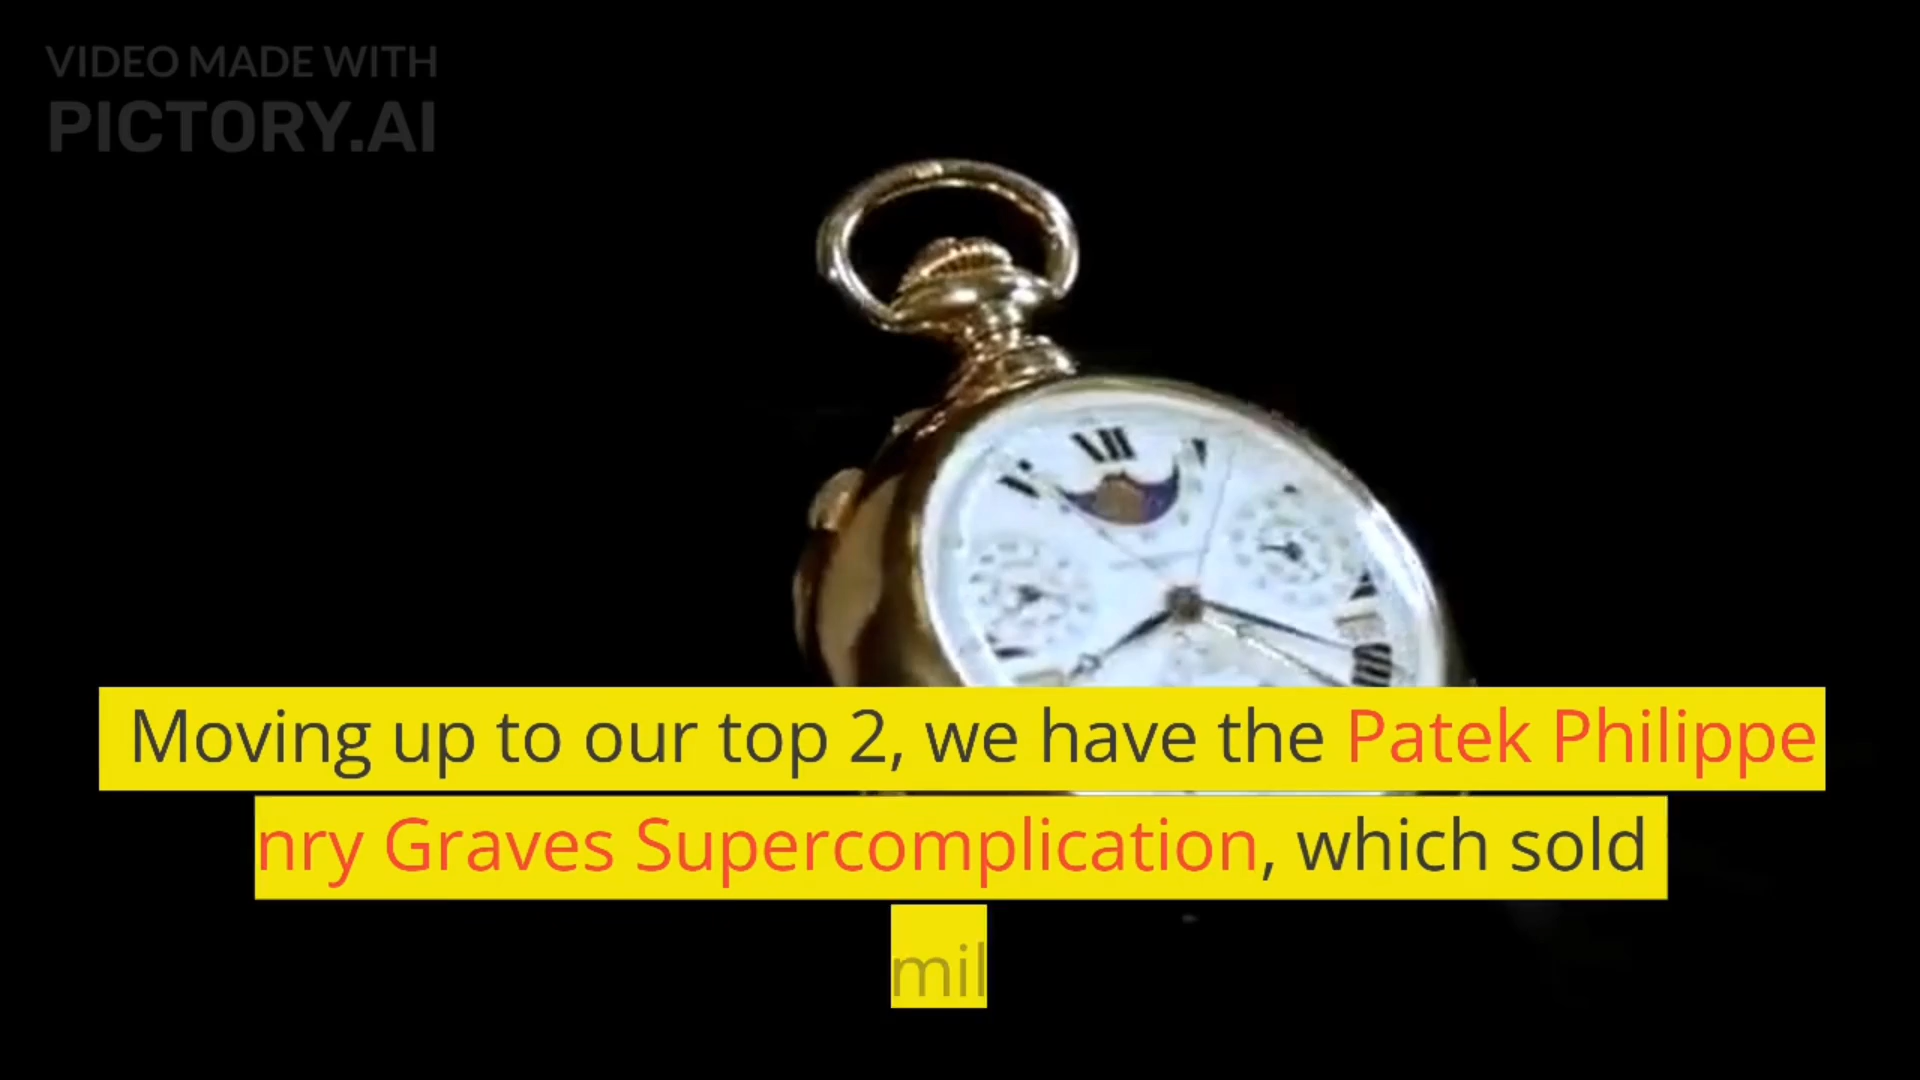 VIDEO MADE WITH
PICTORY.AI
XII
Moving up to our top 2, we have the Patek Philippe
nry Graves Supercomplication, which sold
mil